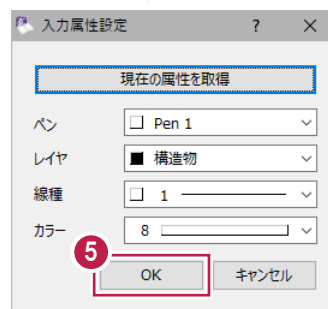 入力属性設定 ? ×
現在の属性を取得
ペン Pen 1
レイヤ 構造物
線種 1
カラー 8
5
OK キャンセル